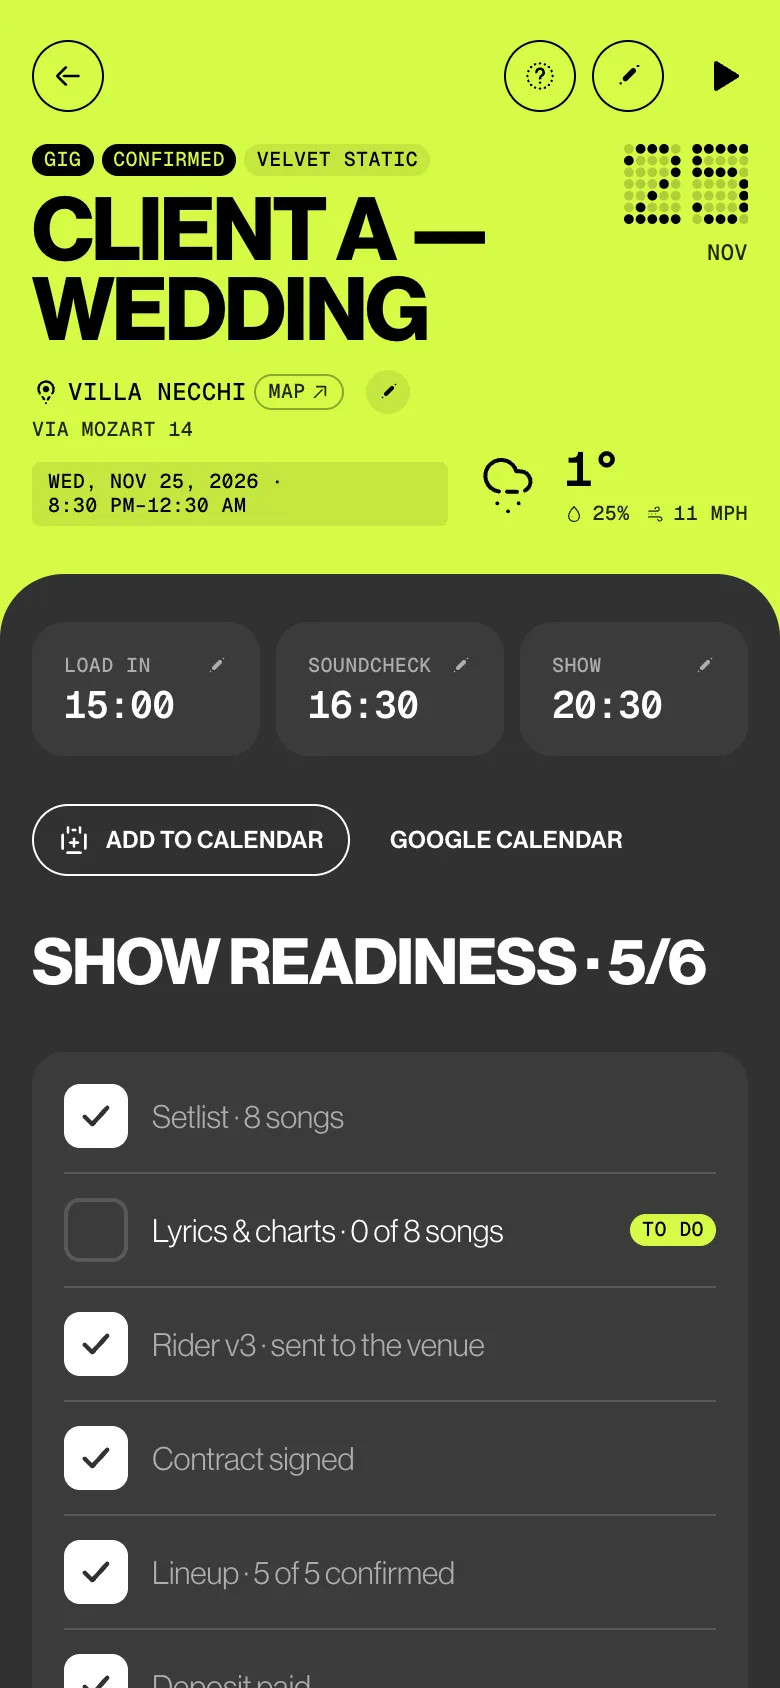 GIG CONFIRMED VELVET STATIC
25
NOV
CLIENT A —
WEDDING
VILLA NECCHI MAP
VIA MOZART 14
WED, NOV 25, 2026 ·
8:30 PM–12:30 AM
1°
25% 11 MPH
LOAD IN
15:00
SOUNDCHECK
16:30
SHOW
20:30
ADD TO CALENDAR
GOOGLE CALENDAR
SHOW READINESS · 5/6
Setlist · 8 songs
Lyrics & charts · 0 of 8 songs TO DO
Rider v3 · sent to the venue
Contract signed
Lineup · 5 of 5 confirmed
Deposit paid